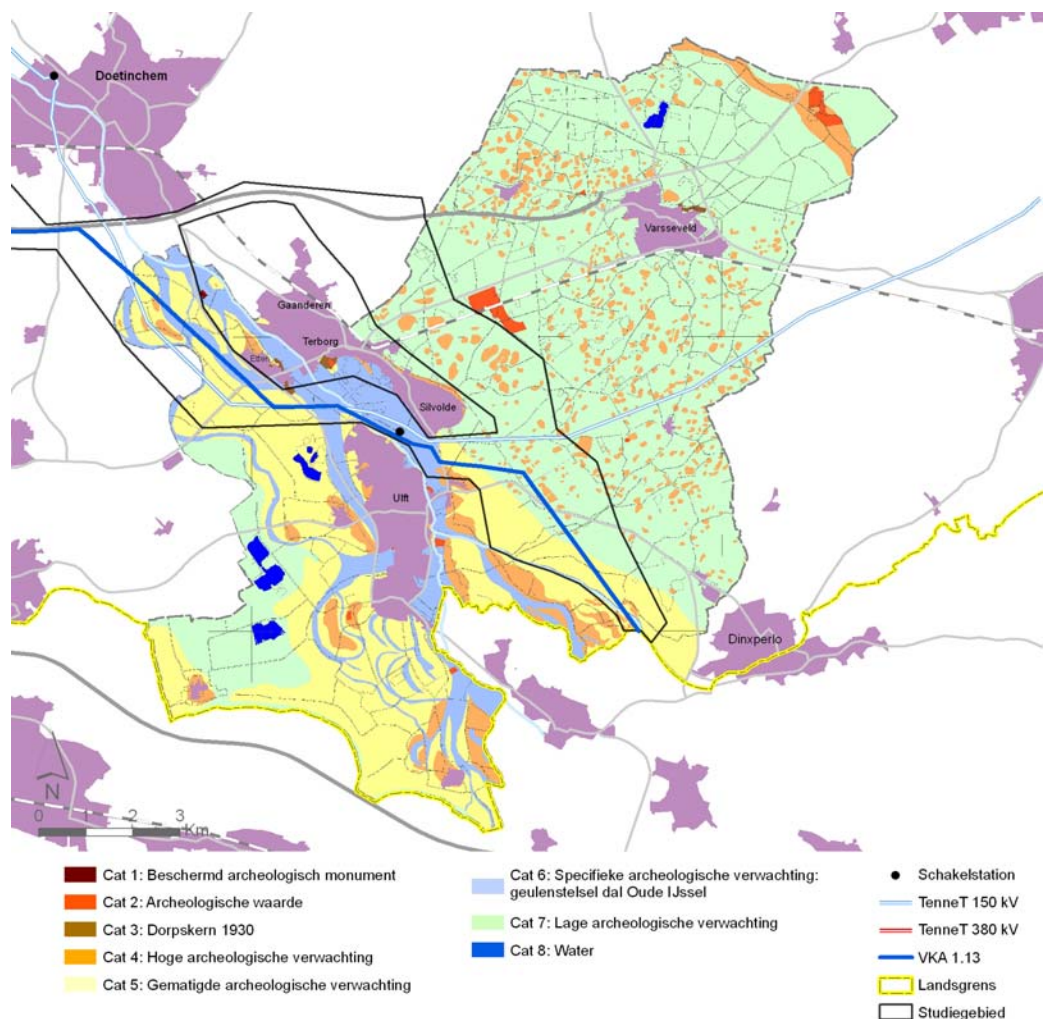 Doetinchem
Varsseveld
Gaanderen
Terborg
Etten
Silvolde
Ulft
Dinxperlo
N
0 1 2 3
Km
Cat 1: Beschermd archeologisch monument
Cat 2: Archeologische waarde
Cat 3: Dorpskern 1930
Cat 4: Hoge archeologische verwachting
Cat 5: Gematigde archeologische verwachting
Cat 6: Specifieke archeologische verwachting:
geulenstelsel dal Oude IJssel
Cat 7: Lage archeologische verwachting
Cat 8: Water
Schakelstation
TenneT 150 kV
TenneT 380 kV
VKA 1.13
Landsgrens
Studiegebied